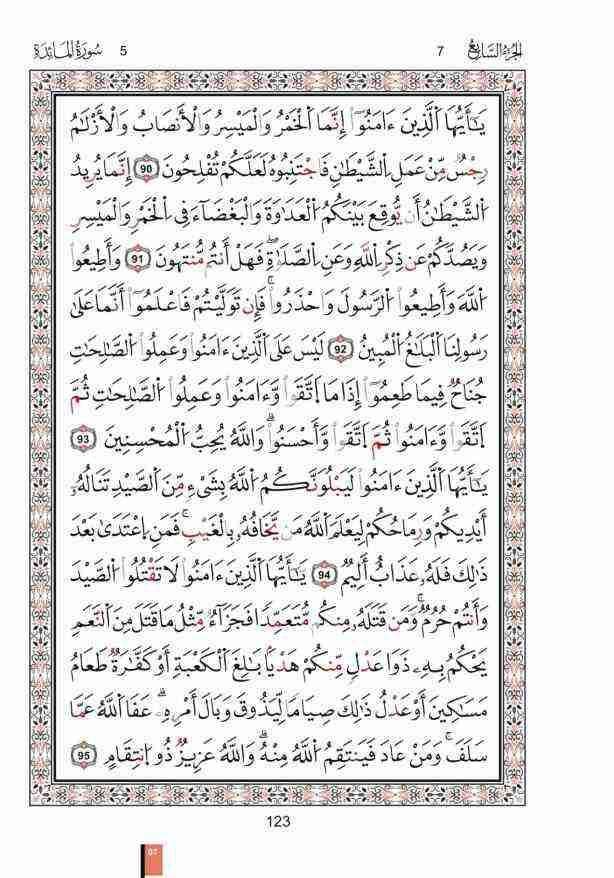 الجزء السابع 7 5 سورة المائدة
يَـٰٓأَيُّهَا ٱلَّذِينَ ءَامَنُوٓا۟ إِنَّمَا ٱلْخَمْرُ وَٱلْمَيْسِرُ وَٱلْأَنصَابُ وَٱلْأَزْلَـٰمُ
رِجْسٌ مِّنْ عَمَلِ ٱلشَّيْطَـٰنِ فَٱجْتَنِبُوهُ لَعَلَّكُمْ تُفْلِحُونَ 90 إِنَّمَا يُرِيدُ
ٱلشَّيْطَـٰنُ أَن يُوقِعَ بَيْنَكُمُ ٱلْعَدَٰوَةَ وَٱلْبَغْضَآءَ فِى ٱلْخَمْرِ وَٱلْمَيْسِرِ
وَيَصُدَّكُمْ عَن ذِكْرِ ٱللَّهِ وَعَنِ ٱلصَّلَوٰةِ ۖ فَهَلْ أَنتُم مُّنتَهُونَ 91 وَأَطِيعُوا۟
ٱللَّهَ وَأَطِيعُوا۟ ٱلرَّسُولَ وَٱحْذَرُوا۟ ۚ فَإِن تَوَلَّيْتُمْ فَٱعْلَمُوٓا۟ أَنَّمَا عَلَىٰ
رَسُولِنَا ٱلْبَلَـٰغُ ٱلْمُبِينُ 92 لَيْسَ عَلَى ٱلَّذِينَ ءَامَنُوا۟ وَعَمِلُوا۟ ٱلصَّـٰلِحَـٰتِ
جُنَاحٌ فِيمَا طَعِمُوٓا۟ إِذَا مَا ٱتَّقَوا۟ وَّءَامَنُوا۟ وَعَمِلُوا۟ ٱلصَّـٰلِحَـٰتِ ثُمَّ
ٱتَّقَوا۟ وَّءَامَنُوا۟ ثُمَّ ٱتَّقَوا۟ وَّأَحْسَنُوا۟ ۗ وَٱللَّهُ يُحِبُّ ٱلْمُحْسِنِينَ 93
يَـٰٓأَيُّهَا ٱلَّذِينَ ءَامَنُوا۟ لَيَبْلُوَنَّكُمُ ٱللَّهُ بِشَىْءٍ مِّنَ ٱلصَّيْدِ تَنَالُهُۥٓ
أَيْدِيكُمْ وَرِمَاحُكُمْ لِيَعْلَمَ ٱللَّهُ مَن يَخَافُهُۥ بِٱلْغَيْبِ ۚ فَمَنِ ٱعْتَدَىٰ بَعْدَ
ذَٰلِكَ فَلَهُۥ عَذَابٌ أَلِيمٌ 94 يَـٰٓأَيُّهَا ٱلَّذِينَ ءَامَنُوا۟ لَا تَقْتُلُوا۟ ٱلصَّيْدَ
وَأَنتُمْ حُرُمٌ ۚ وَمَن قَتَلَهُۥ مِنكُم مُّتَعَمِّدًا فَجَزَآءٌ مِّثْلُ مَا قَتَلَ مِنَ ٱلنَّعَمِ
يَحْكُمُ بِهِۦ ذَوَا عَدْلٍ مِّنكُمْ هَدْيًۢا بَـٰلِغَ ٱلْكَعْبَةِ أَوْ كَفَّـٰرَةٌ طَعَامُ
مَسَـٰكِينَ أَوْ عَدْلُ ذَٰلِكَ صِيَامًا لِّيَذُوقَ وَبَالَ أَمْرِهِۦ ۗ عَفَا ٱللَّهُ عَمَّا
سَلَفَ ۚ وَمَنْ عَادَ فَيَنتَقِمُ ٱللَّهُ مِنْهُ ۗ وَٱللَّهُ عَزِيزٌ ذُو ٱنتِقَامٍ 95
123
07